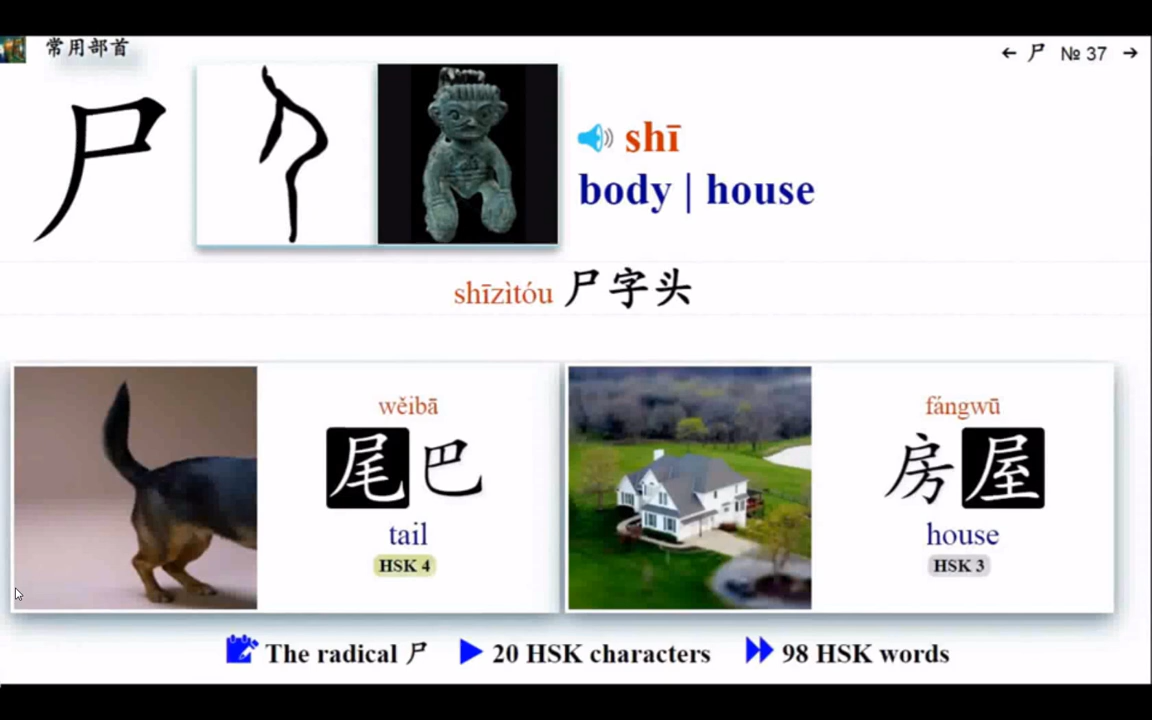 常用部首
← 尸 № 37 →
尸
shī
body | house
shīzìtóu 尸字头
wěibā
尾巴
tail
HSK 4
fángwū
房屋
house
HSK 3
The radical 尸
20 HSK characters
98 HSK words